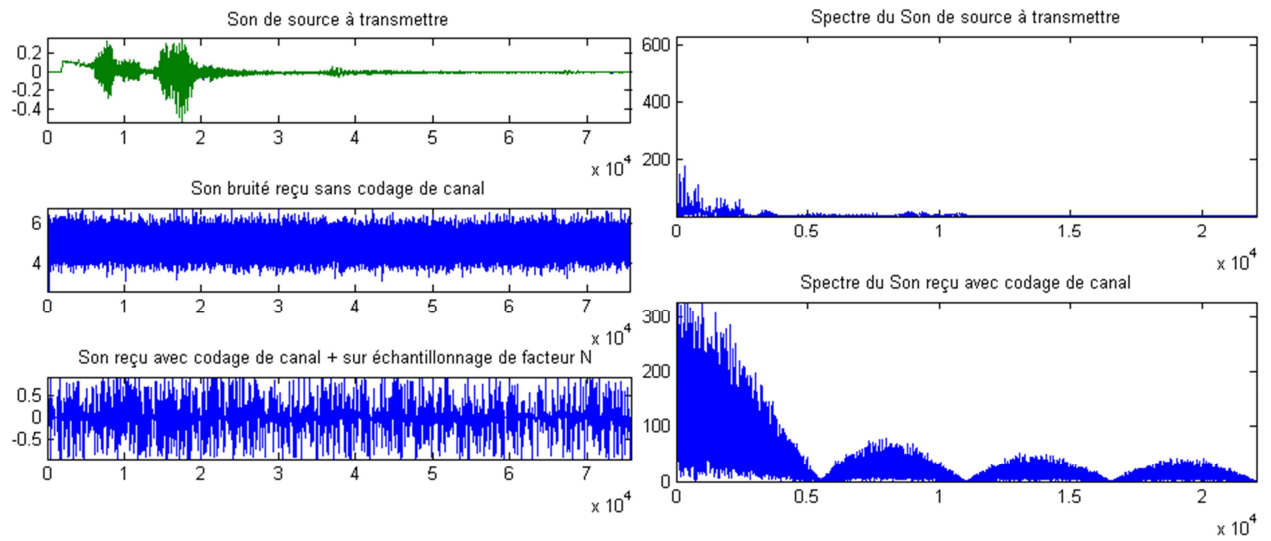 Son de source à transmettre
0.2
0
-0.2
-0.4
0 1 2 3 4 5 6 7
x 10^4
Son bruité reçu sans codage de canal
6
4
0 1 2 3 4 5 6 7
x 10^4
Son reçu avec codage de canal + sur échantillonnage de facteur N
0.5
0
-0.5
0 1 2 3 4 5 6 7
x 10^4
Spectre du Son de source à transmettre
600
400
200
0 0.5 1 1.5 2
x 10^4
Spectre du Son reçu avec codage de canal
300
200
100
0
0 0.5 1 1.5 2
x 10^4